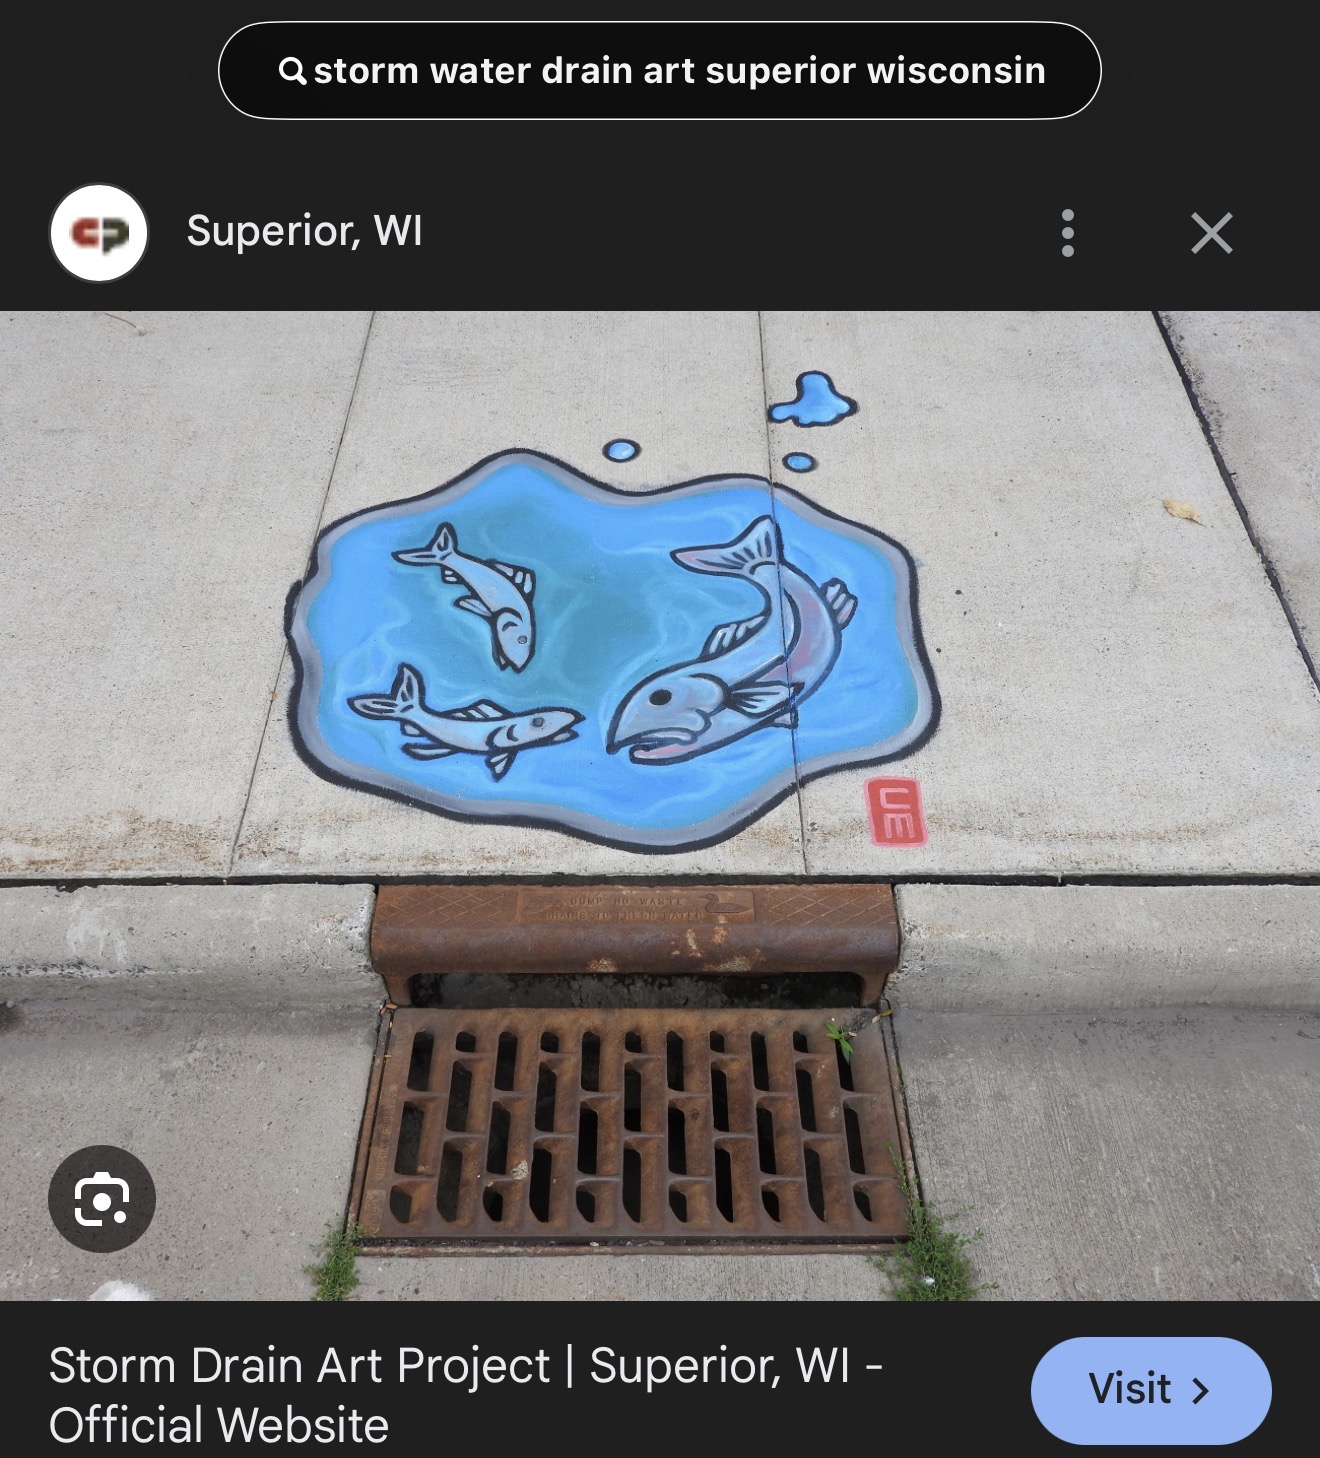 storm water drain art superior wisconsin
CP
Superior, WI
UE
DUMP NO WASTE
DRAINS TO FRESH WATER
Storm Drain Art Project | Superior, WI -
Official Website
Visit